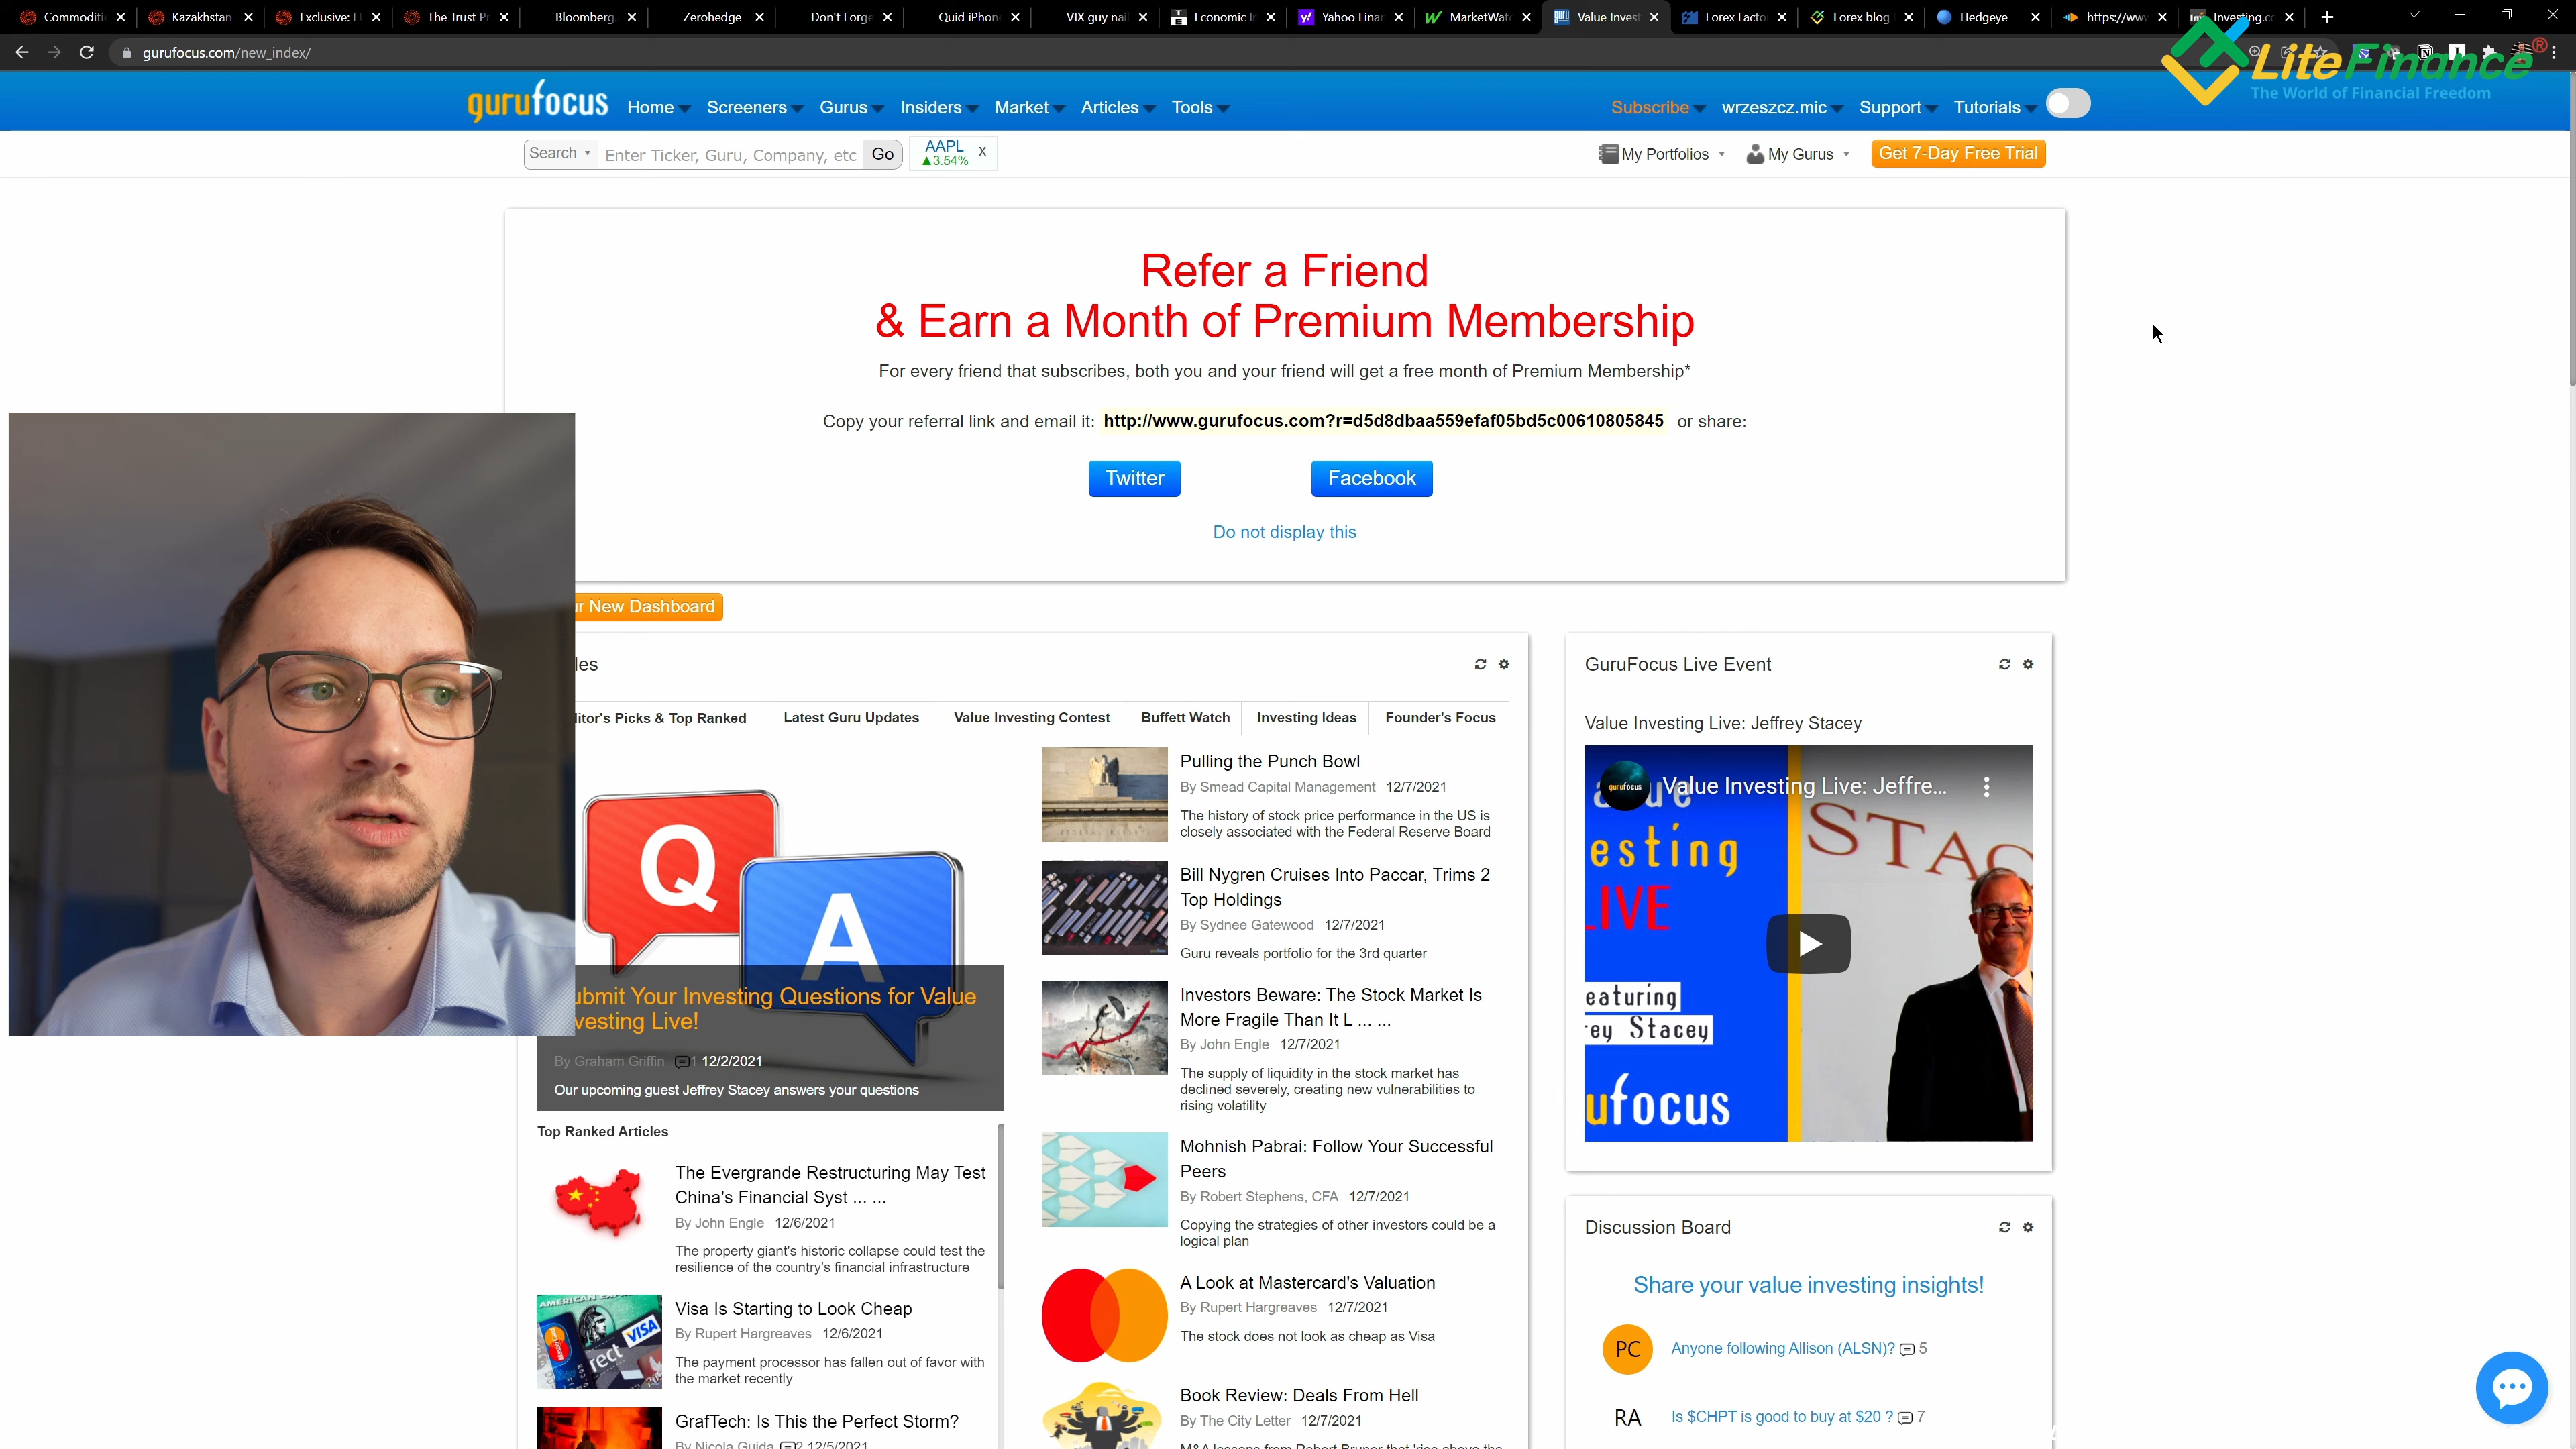 Commoditi
Kazakhstan
Exclusive: E
The Trust P
Bloomberg
Zerohedge
Don't Forge
Quid iPhon
VIX guy nai
Economic I
Yahoo Finar
MarketWat
Value Invest
Forex Facto
Forex blog
Hedgeye
https://ww
Investing.c
gurufocus.com/new_index/
LiteFinance®
The World of Financial Freedom
gurufocus
Home
Screeners
Gurus
Insiders
Market
Articles
Tools
Subscribe
wrzeszcz.mic
Support
Tutorials
Search
Enter Ticker, Guru, Company, etc
Go
AAPL
▲3.54%
X
My Portfolios
My Gurus
Get 7-Day Free Trial
Refer a Friend
& Earn a Month of Premium Membership
For every friend that subscribes, both you and your friend will get a free month of Premium Membership*
Copy your referral link and email it: http://www.gurufocus.com?r=d5d8dbaa559efaf05bd5c00610805845 or share:
Twitter
Facebook
Do not display this
r New Dashboard
les
itor's Picks & Top Ranked
Latest Guru Updates
Value Investing Contest
Buffett Watch
Investing Ideas
Founder's Focus
Q
A
ubmit Your Investing Questions for Value
vesting Live!
By Graham Griffin 1 12/2/2021
Our upcoming guest Jeffrey Stacey answers your questions
Top Ranked Articles
The Evergrande Restructuring May Test
China's Financial Syst ... ...
By John Engle 12/6/2021
The property giant's historic collapse could test the
resilience of the country's financial infrastructure
AMERICAN EXP
VISA
rect
Visa Is Starting to Look Cheap
By Rupert Hargreaves 12/6/2021
The payment processor has fallen out of favor with
the market recently
GrafTech: Is This the Perfect Storm?
By Nicola Guida 2 12/5/2021
Pulling the Punch Bowl
By Smead Capital Management 12/7/2021
The history of stock price performance in the US is
closely associated with the Federal Reserve Board
Bill Nygren Cruises Into Paccar, Trims 2
Top Holdings
By Sydnee Gatewood 12/7/2021
Guru reveals portfolio for the 3rd quarter
Investors Beware: The Stock Market Is
More Fragile Than It L ... ...
By John Engle 12/7/2021
The supply of liquidity in the stock market has
declined severely, creating new vulnerabilities to
rising volatility
Mohnish Pabrai: Follow Your Successful
Peers
By Robert Stephens, CFA 12/7/2021
Copying the strategies of other investors could be a
logical plan
A Look at Mastercard's Valuation
By Rupert Hargreaves 12/7/2021
The stock does not look as cheap as Visa
Book Review: Deals From Hell
By The City Letter 12/7/2021
GuruFocus Live Event
Value Investing Live: Jeffrey Stacey
gurufocus
Value Investing Live: Jeffre...
esting
LIVE
STAC
eaturing
rey Stacey
ufocus
Discussion Board
Share your value investing insights!
PC
Anyone following Allison (ALSN)? 5
RA
Is $CHPT is good to buy at $20 ? 7